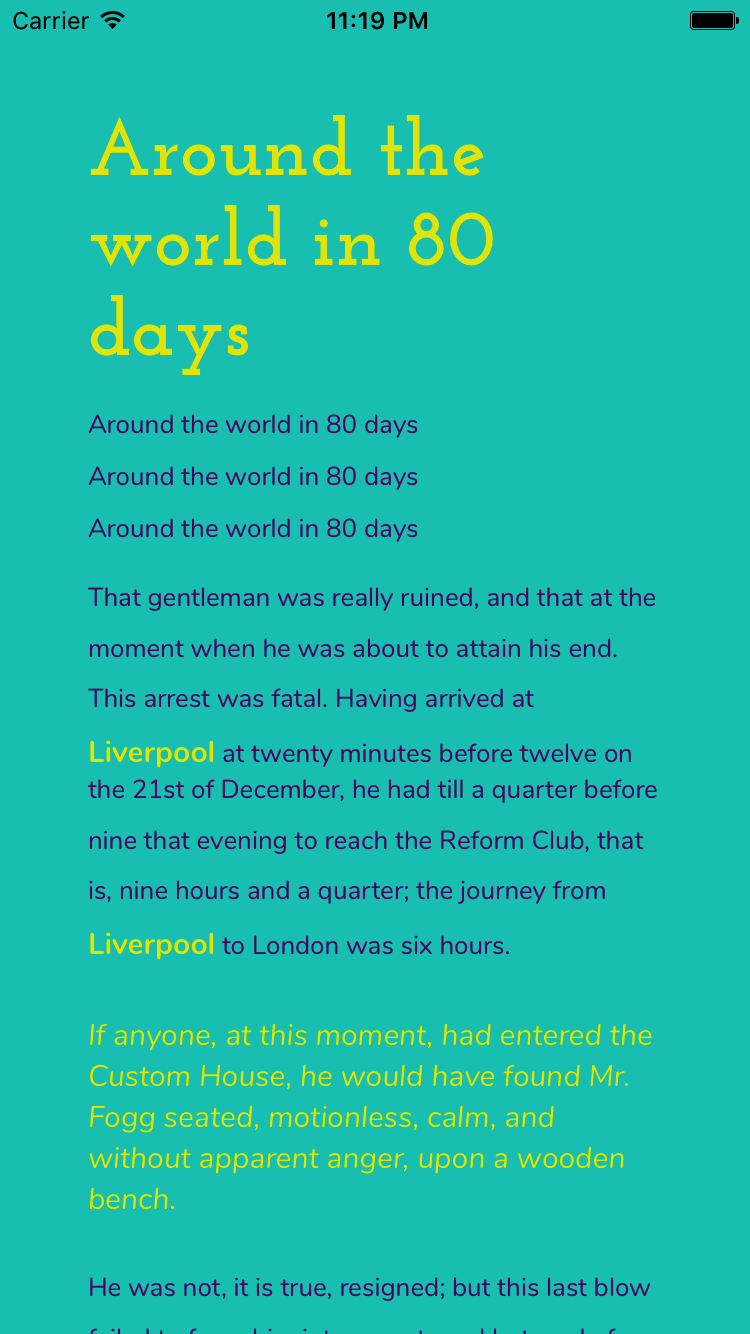 Carrier 11:19 PM
Around the
world in 80
days
Around the world in 80 days
Around the world in 80 days
Around the world in 80 days
That gentleman was really ruined, and that at the
moment when he was about to attain his end.
This arrest was fatal. Having arrived at
Liverpool at twenty minutes before twelve on
the 21st of December, he had till a quarter before
nine that evening to reach the Reform Club, that
is, nine hours and a quarter; the journey from
Liverpool to London was six hours.
If anyone, at this moment, had entered the
Custom House, he would have found Mr.
Fogg seated, motionless, calm, and
without apparent anger, upon a wooden
bench.
He was not, it is true, resigned; but this last blow